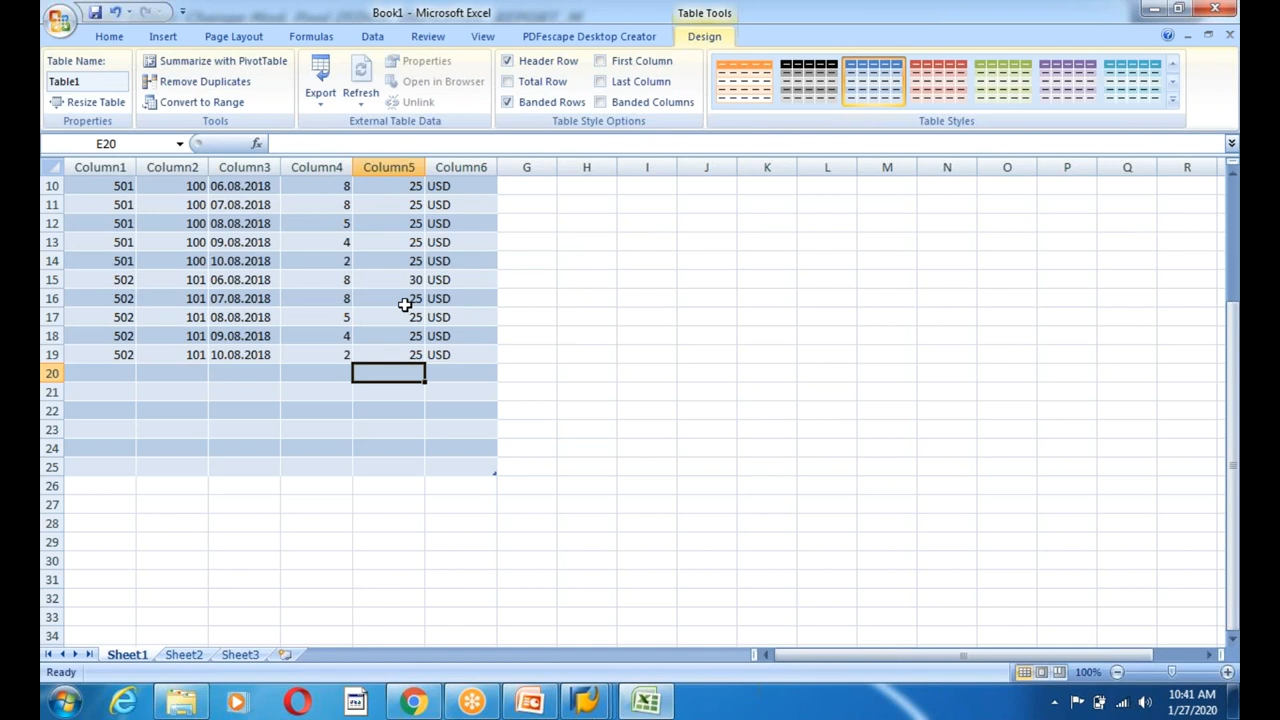 Book1 - Microsoft Excel
Table Tools
Home Insert Page Layout Formulas Data Review View PDFescape Desktop Creator Design
Table Name:
Table1
Resize Table
Properties
Summarize with PivotTable
Remove Duplicates
Convert to Range
Tools
Export
Refresh
Properties
Open in Browser
Unlink
External Table Data
Header Row
Total Row
Banded Rows
First Column
Last Column
Banded Columns
Table Style Options
Table Styles
E20 fx
Column1 Column2 Column3 Column4 Column5 Column6 G H I J K L M N O P Q R
10 501 100 06.08.2018 8 25 USD
11 501 100 07.08.2018 8 25 USD
12 501 100 08.08.2018 5 25 USD
13 501 100 09.08.2018 4 25 USD
14 501 100 10.08.2018 2 25 USD
15 502 101 06.08.2018 8 30 USD
16 502 101 07.08.2018 8 25 USD
17 502 101 08.08.2018 5 25 USD
18 502 101 09.08.2018 4 25 USD
19 502 101 10.08.2018 2 25 USD
20
21
22
23
24
25
26
27
28
29
30
31
32
33
34
Sheet1 Sheet2 Sheet3
Ready 100%
10:41 AM
1/27/2020